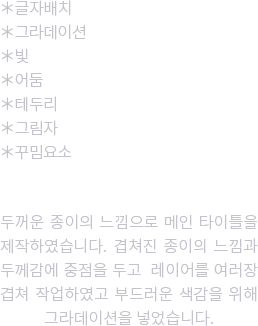 *글자배치
*그라데이션
*빛
*어둠
*테두리
*그림자
*꾸밈요소
두꺼운 종이의 느낌으로 메인 타이틀을
제작하였습니다. 겹쳐진 종이의 느낌과
두께감에 중점을 두고 레이어를 여러장
겹쳐 작업하였고 부드러운 색감을 위해
그라데이션을 넣었습니다.